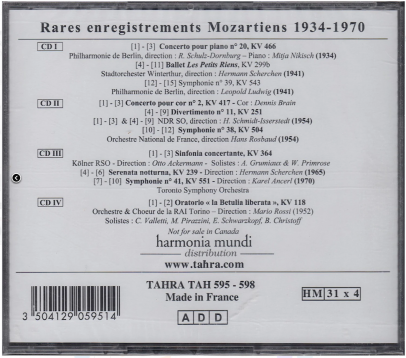 Rares enregistrements Mozartiens 1934-1970
CD I [1] - [3] Concerto pour piano n° 20, KV 466
Philharmonie de Berlin, direction : R. Schulz-Dornburg – Piano : Mitja Nikisch (1934)
[4] - [11] Ballet Les Petits Riens, KV 299b
Stadtorchester Winterthur, direction : Hermann Scherchen (1941)
[12] - [15] Symphonie n° 39, KV 543
Philharmonie de Berlin, direction : Leopold Ludwig (1941)
CD II [1] - [3] Concerto pour cor n° 2, KV 417 - Cor : Dennis Brain
[4] - [9] Divertimento n° 11, KV 251
[1] - [3] & [4] - [9] NDR SO, direction : H. Schmidt-Isserstedt (1954)
[10] - [12] Symphonie n° 38, KV 504
Orchestre National de France, direction Hans Rosbaud (1954)
CD III [1] - [3] Sinfonia concertante, KV 364
Kölner RSO - Direction : Otto Ackermann - Solistes : A. Grumiaux & W. Primrose
[4] - [6] Serenata notturna, KV 239 - Direction : Hermann Scherchen (1965)
[7] - [10] Symphonie n° 41, KV 551 - Direction : Karel Ancerl (1970)
Toronto Symphony Orchestra
CD IV [1] - [2] Oratorio « la Betulia liberata », KV 118
Orchestre & Choeur de la RAI Torino – Direction : Mario Rossi (1952)
Solistes : C. Valletti, M. Pirazzini, E. Schwarzkopf, B. Christoff
Not for sale in Canada
harmonia mundi
distribution
www.tahra.com
TAHRA TAH 595 - 598
Made in France
HM 31 x 4
3 504129 059514
A D D